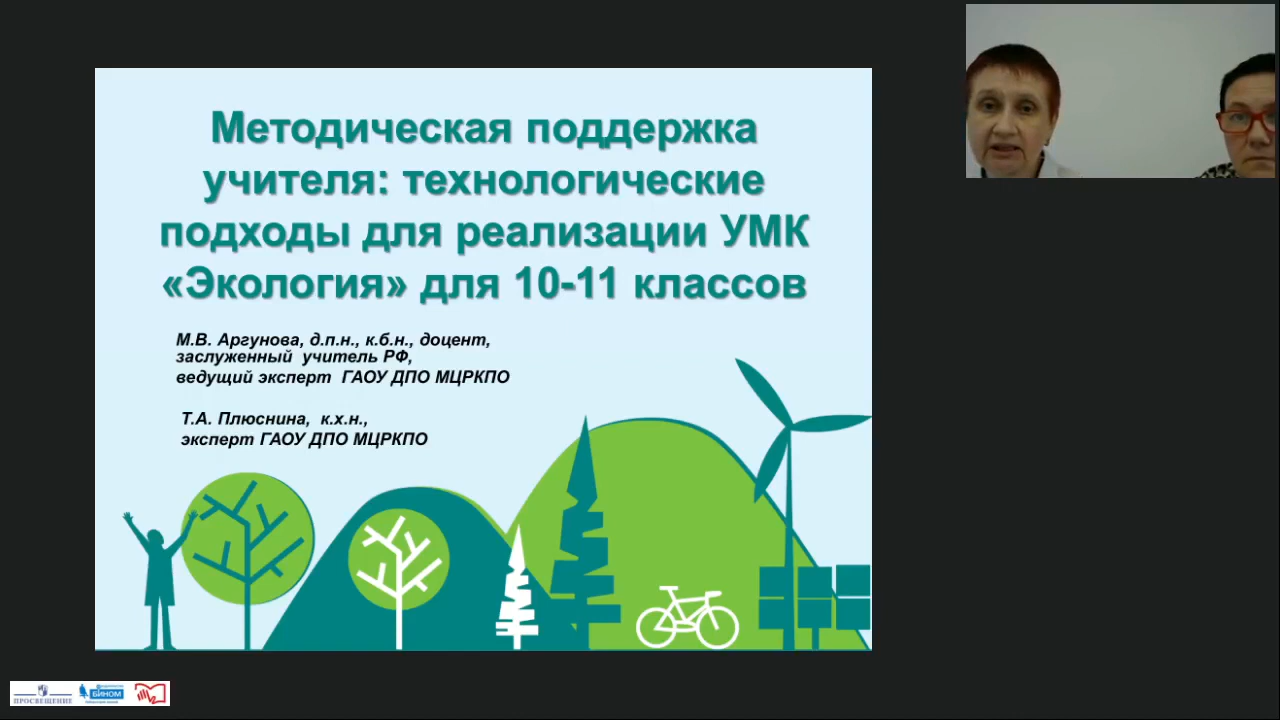 Методическая поддержка
учителя: технологические
подходы для реализации УМК
«Экология» для 10-11 классов
М.В. Аргунова, д.п.н., к.б.н., доцент,
заслуженный учитель РФ,
ведущий эксперт ГАОУ ДПО МЦРКПО
Т.А. Плюснина, к.х.н.,
эксперт ГАОУ ДПО МЦРКПО
ПРОСВЕЩЕНИЕ
БИНОМ